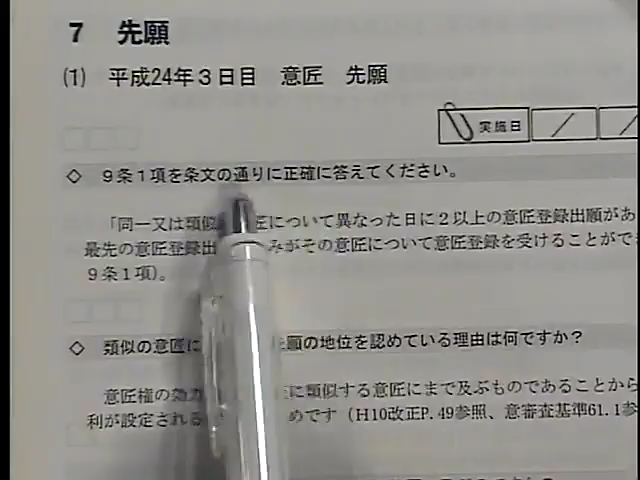 7 先願
(1) 平成24年3日目 意匠 先願
実施日
◇ 9条1項を条文の通りに正確に答えてください。
「同一又は類似 匠について異なった日に2以上の意匠登録出願があ
最先の意匠登録出 みがその意匠について意匠登録を受けることがで
9条1項)。
◇ 類似の意匠に 先願の地位を認めている理由は何ですか?
意匠権の効力 に類似する意匠にまで及ぶものであることから
利が設定される めです(H10改正P.49参照、意審査基準61.1参